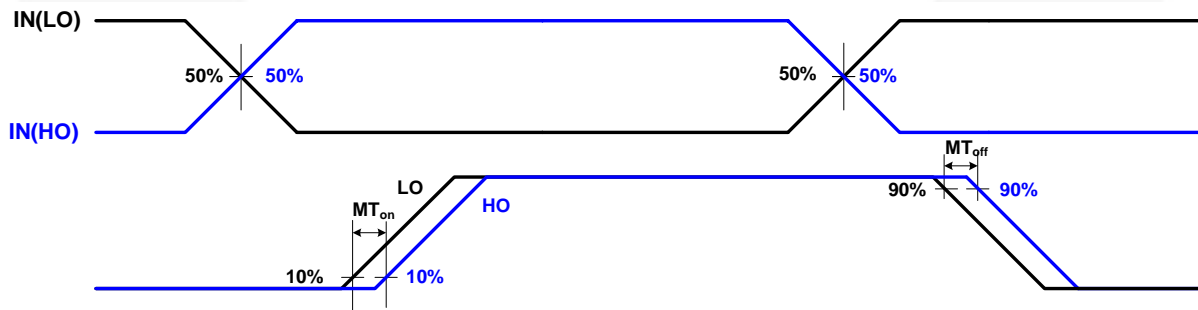 IN(LO)
50% 50% 50% 50%
IN(HO)
MToff
LO 90% 90%
MTon HO
10% 10%